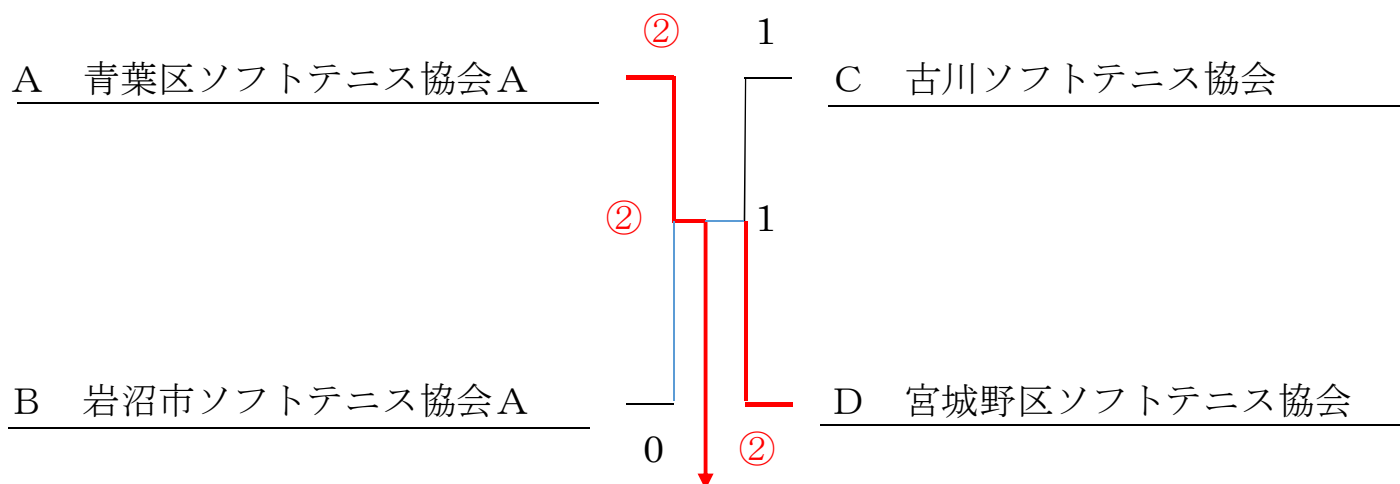 ② 1
A 青葉区ソフトテニス協会A
C 古川ソフトテニス協会
② 1
B 岩沼市ソフトテニス協会A
D 宮城野区ソフトテニス協会
0 ②